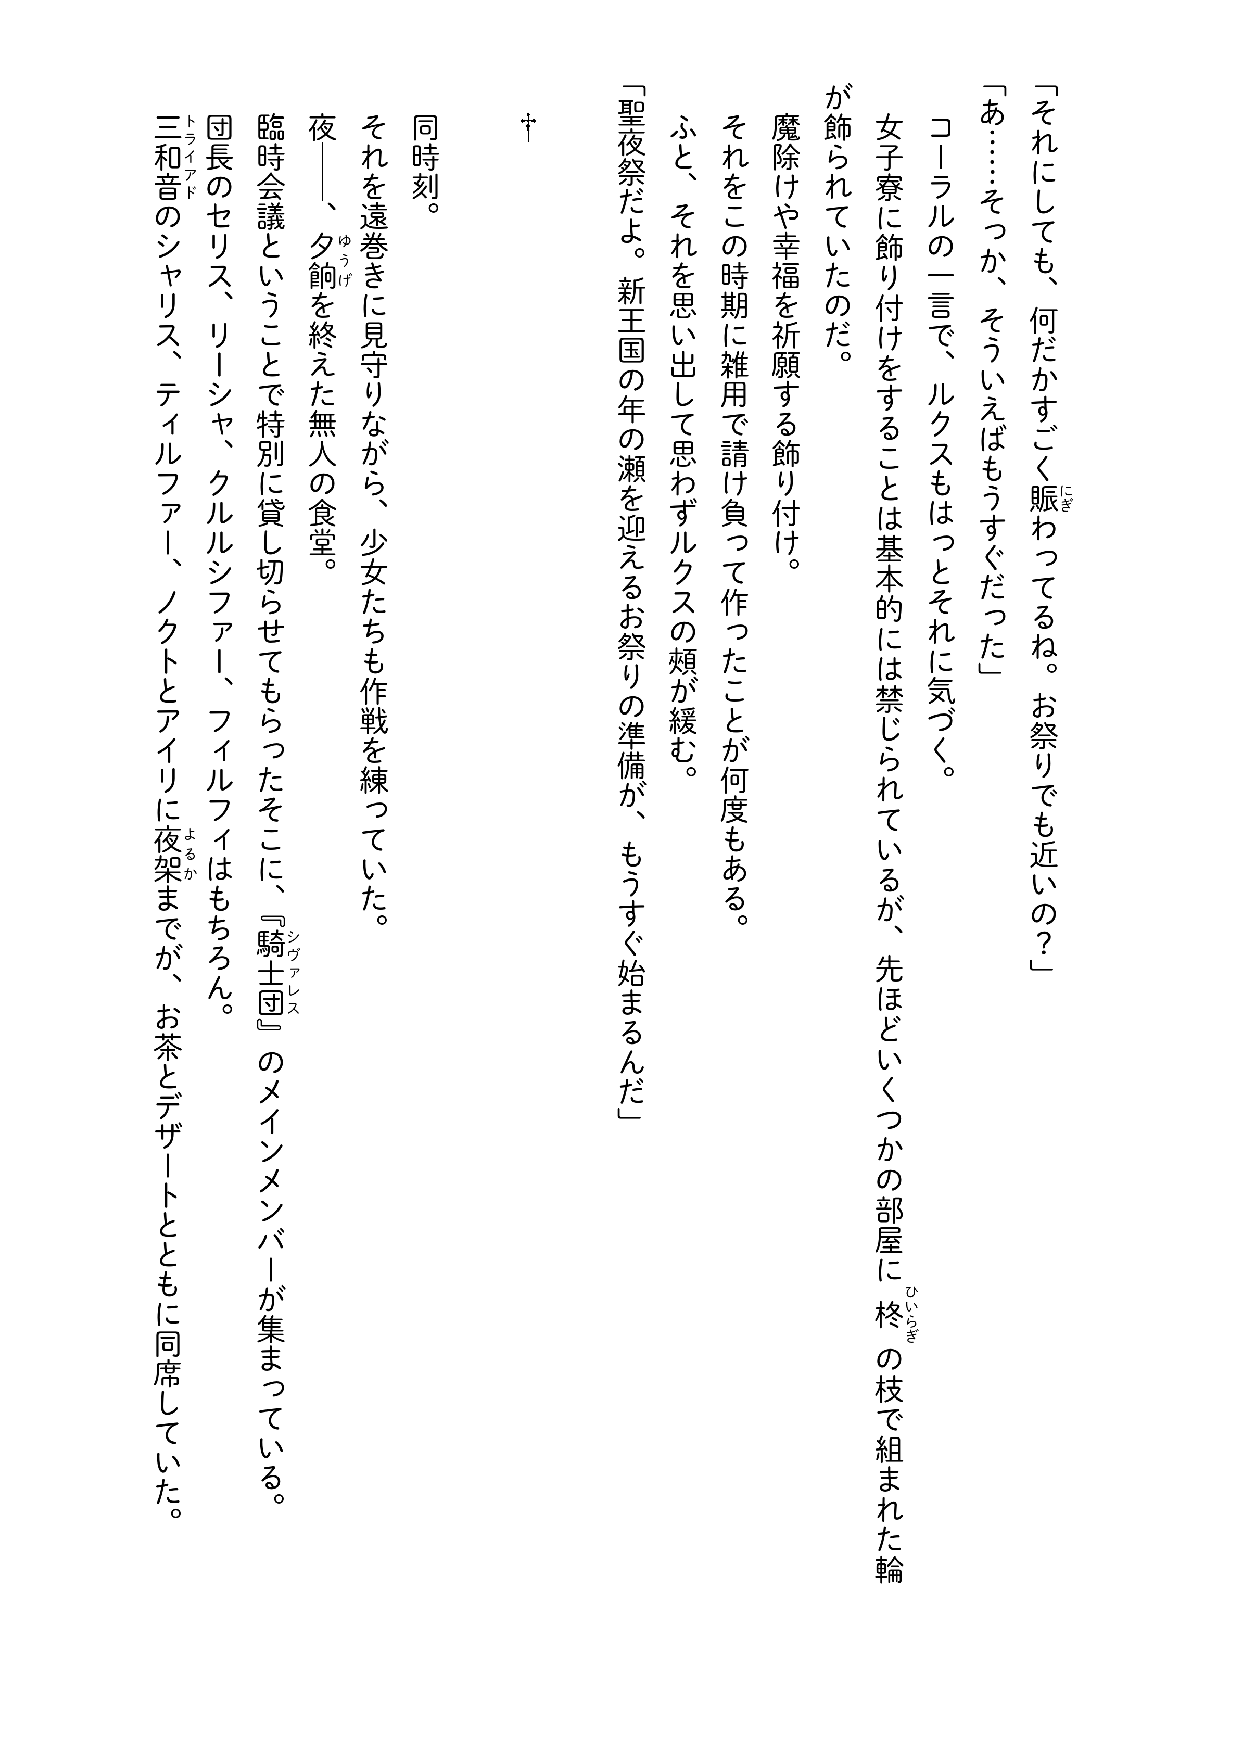 「それにしても、何だかすごく賑わってるね。お祭りでも近いの？」
「あ……そっか、そういえばもうすぐだった」
　コーラルの一言で、ルクスもはっとそれに気づく。
　女子寮に飾り付けをすることは基本的には禁じられているが、先ほどいくつかの部屋に柊の枝で組まれた輪
が飾られていたのだ。
　魔除けや幸福を祈願する飾り付け。
　それをこの時期に雑用で請け負って作ったことが何度もある。
　ふと、それを思い出して思わずルクスの頬が緩む。
「聖夜祭だよ。新王国の年の瀬を迎えるお祭りの準備が、もうすぐ始まるんだ」
　†
　同時刻。
　それを遠巻きに見守りながら、少女たちも作戦を練っていた。
　夜――、夕餉を終えた無人の食堂。
　臨時会議ということで特別に貸し切らせてもらったそこに、『騎士団』のメインメンバーが集まっている。
　団長のセリス、リーシャ、クルルシファー、フィルフィはもちろん。
　三和音のシャリス、ティルファー、ノクトとアイリに夜架までが、お茶とデザートとともに同席していた。